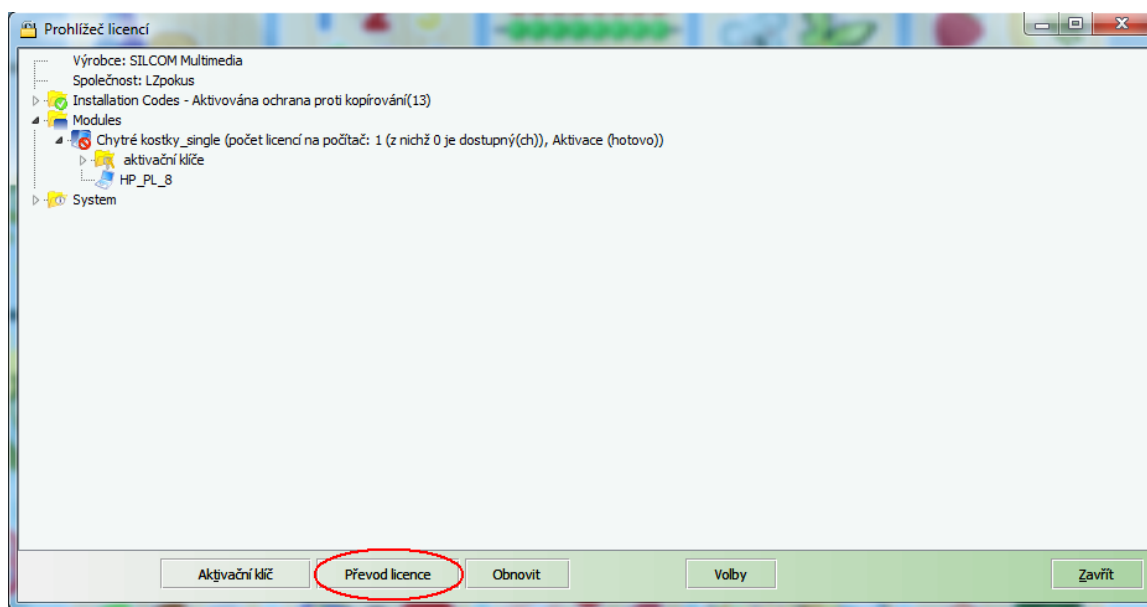 Prohlížeč licencí
Výrobce: SILCOM Multimedia
Společnost: LZpokus
Installation Codes - Aktivována ochrana proti kopírování(13)
Modules
Chytré kostky_single (počet licencí na počítač: 1 (z nichž 0 je dostupný(ch)), Aktivace (hotovo))
aktivační klíče
HP_PL_8
System
Aktivační klíč Převod licence Obnovit Volby Zavřít